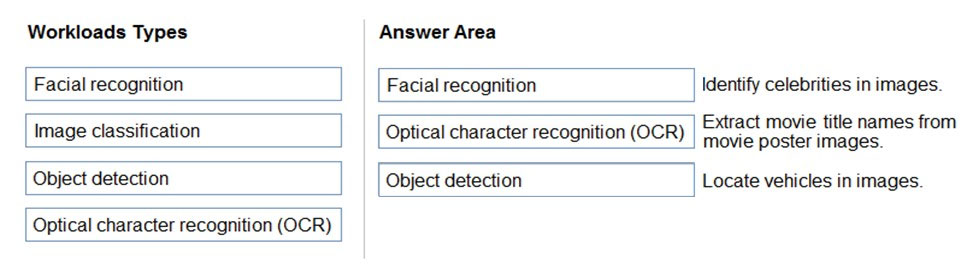 Workloads Types
Facial recognition
Image classification
Object detection
Optical character recognition (OCR)
Answer Area
Facial recognition
Identify celebrities in images.
Optical character recognition (OCR)
Extract movie title names from
movie poster images.
Object detection
Locate vehicles in images.